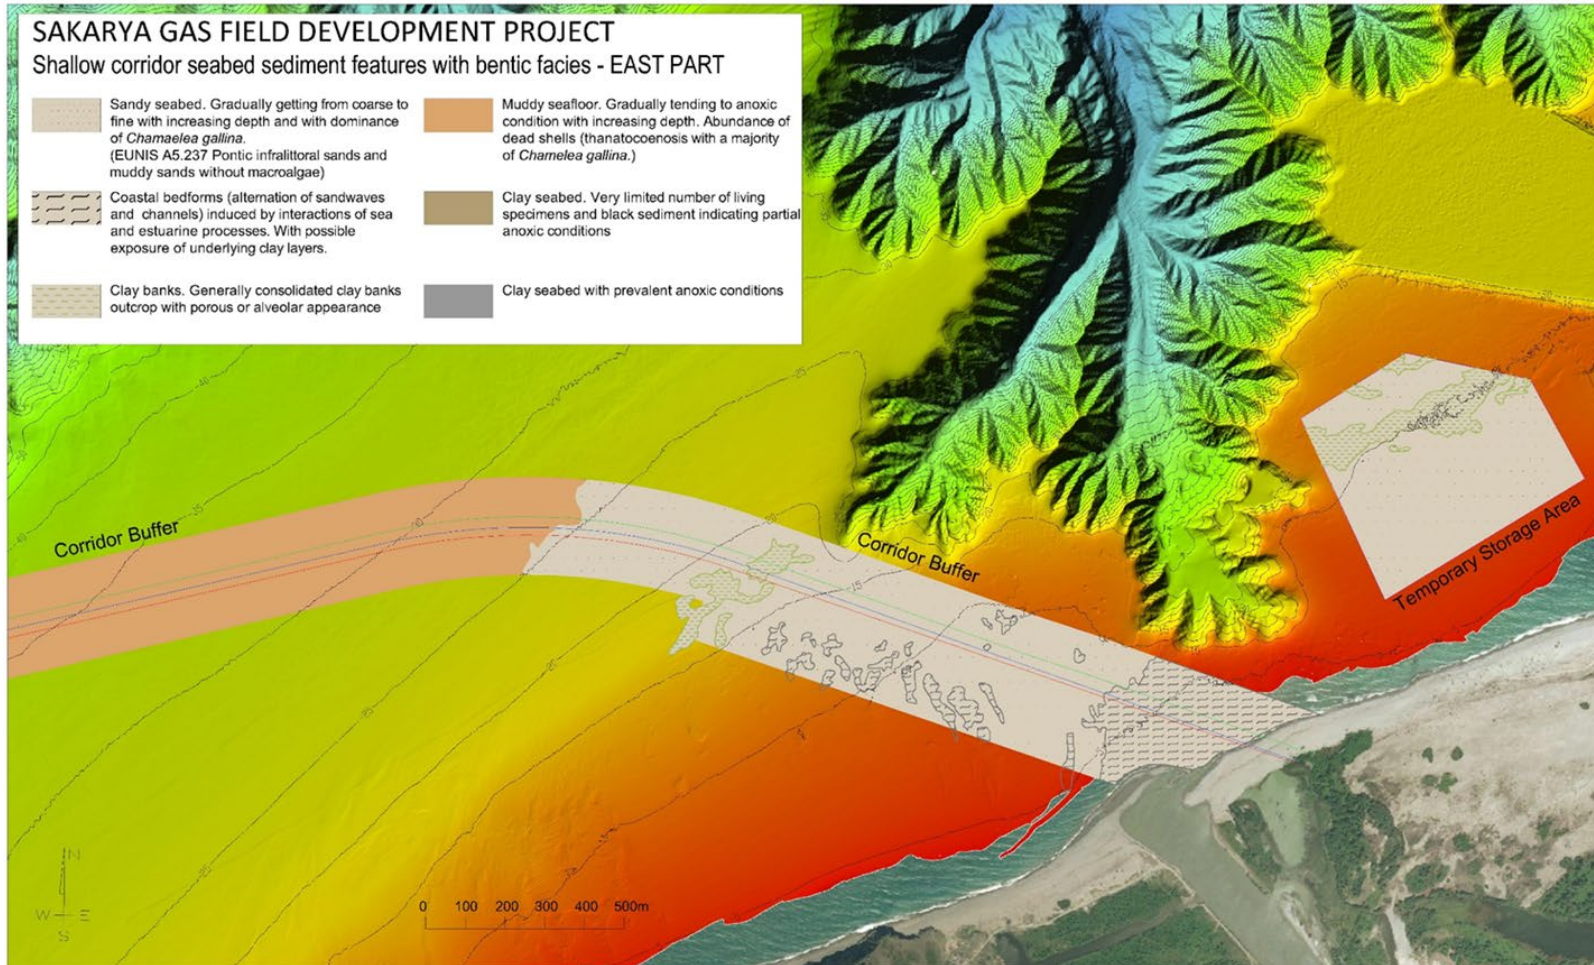 SAKARYA GAS FIELD DEVELOPMENT PROJECT
Shallow corridor seabed sediment features with bentic facies - EAST PART
Sandy seabed. Gradually getting from coarse to
fine with increasing depth and with dominance
of Chamaelea gallina.
(EUNIS A5.237 Pontic infralittoral sands and
muddy sands without macroalgae)
Coastal bedforms (alternation of sandwaves
and channels) induced by interactions of sea
and estuarine processes. With possible
exposure of underlying clay layers.
Clay banks. Generally consolidated clay banks
outcrop with porous or alveolar appearance
Muddy seafloor. Gradually tending to anoxic
condition with increasing depth. Abundance of
dead shells (thanatocoenosis with a majority
of Chamelea gallina.)
Clay seabed. Very limited number of living
specimens and black sediment indicating partial
anoxic conditions
Clay seabed with prevalent anoxic conditions
Corridor Buffer
Corridor Buffer
Temporary Storage Area
-25
-15
N
W E
S
0 100 200 300 400 500m